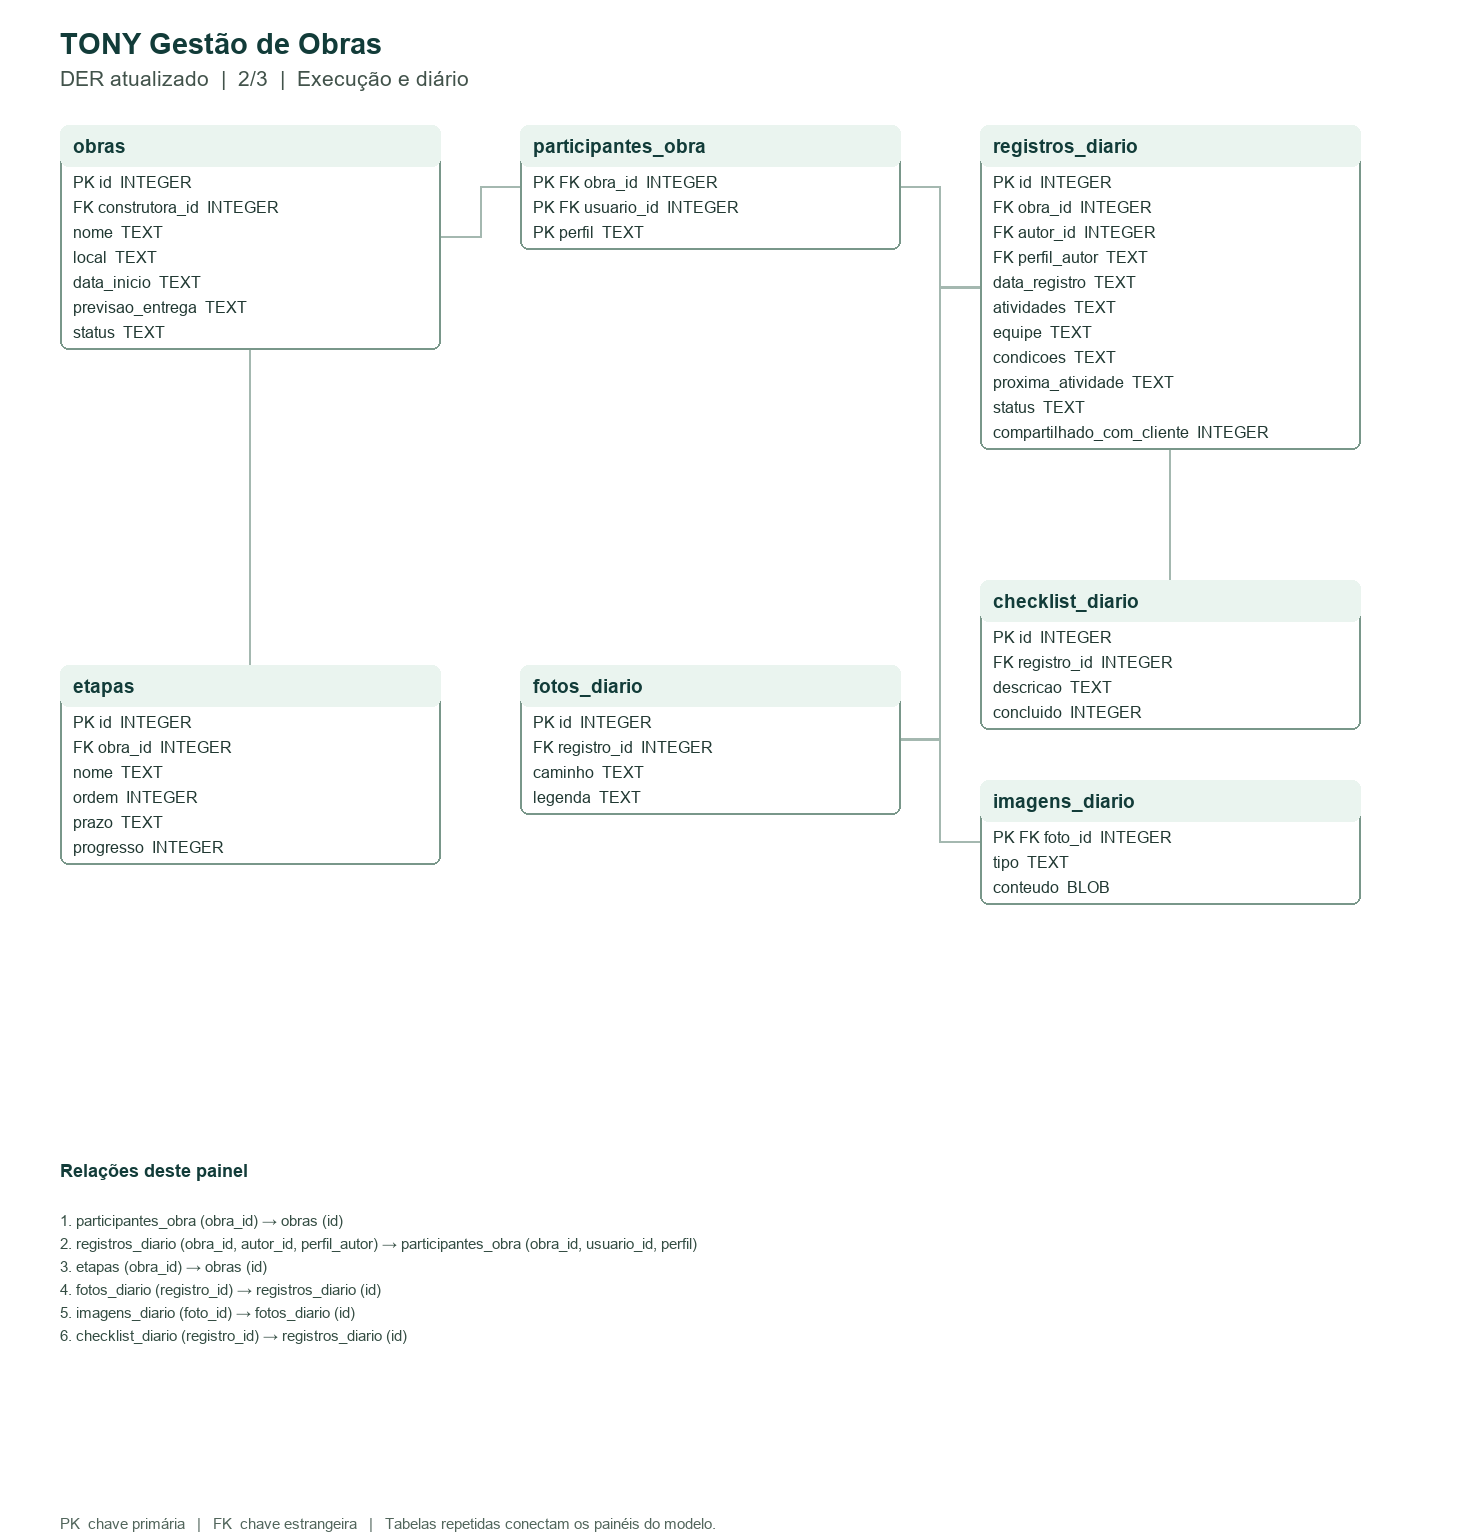 TONY Gestão de Obras
DER atualizado | 2/3 | Execução e diário
obras
PK id INTEGER
FK construtora_id INTEGER
nome TEXT
local TEXT
data_inicio TEXT
previsao_entrega TEXT
status TEXT
participantes_obra
PK FK obra_id INTEGER
PK FK usuario_id INTEGER
PK perfil TEXT
registros_diario
PK id INTEGER
FK obra_id INTEGER
FK autor_id INTEGER
FK perfil_autor TEXT
data_registro TEXT
atividades TEXT
equipe TEXT
condicoes TEXT
proxima_atividade TEXT
status TEXT
compartilhado_com_cliente INTEGER
etapas
PK id INTEGER
FK obra_id INTEGER
nome TEXT
ordem INTEGER
prazo TEXT
progresso INTEGER
fotos_diario
PK id INTEGER
FK registro_id INTEGER
caminho TEXT
legenda TEXT
checklist_diario
PK id INTEGER
FK registro_id INTEGER
descricao TEXT
concluido INTEGER
imagens_diario
PK FK foto_id INTEGER
tipo TEXT
conteudo BLOB
Relações deste painel
1. participantes_obra (obra_id) → obras (id)
2. registros_diario (obra_id, autor_id, perfil_autor) → participantes_obra (obra_id, usuario_id, perfil)
3. etapas (obra_id) → obras (id)
4. fotos_diario (registro_id) → registros_diario (id)
5. imagens_diario (foto_id) → fotos_diario (id)
6. checklist_diario (registro_id) → registros_diario (id)
PK chave primária | FK chave estrangeira | Tabelas repetidas conectam os painéis do modelo.